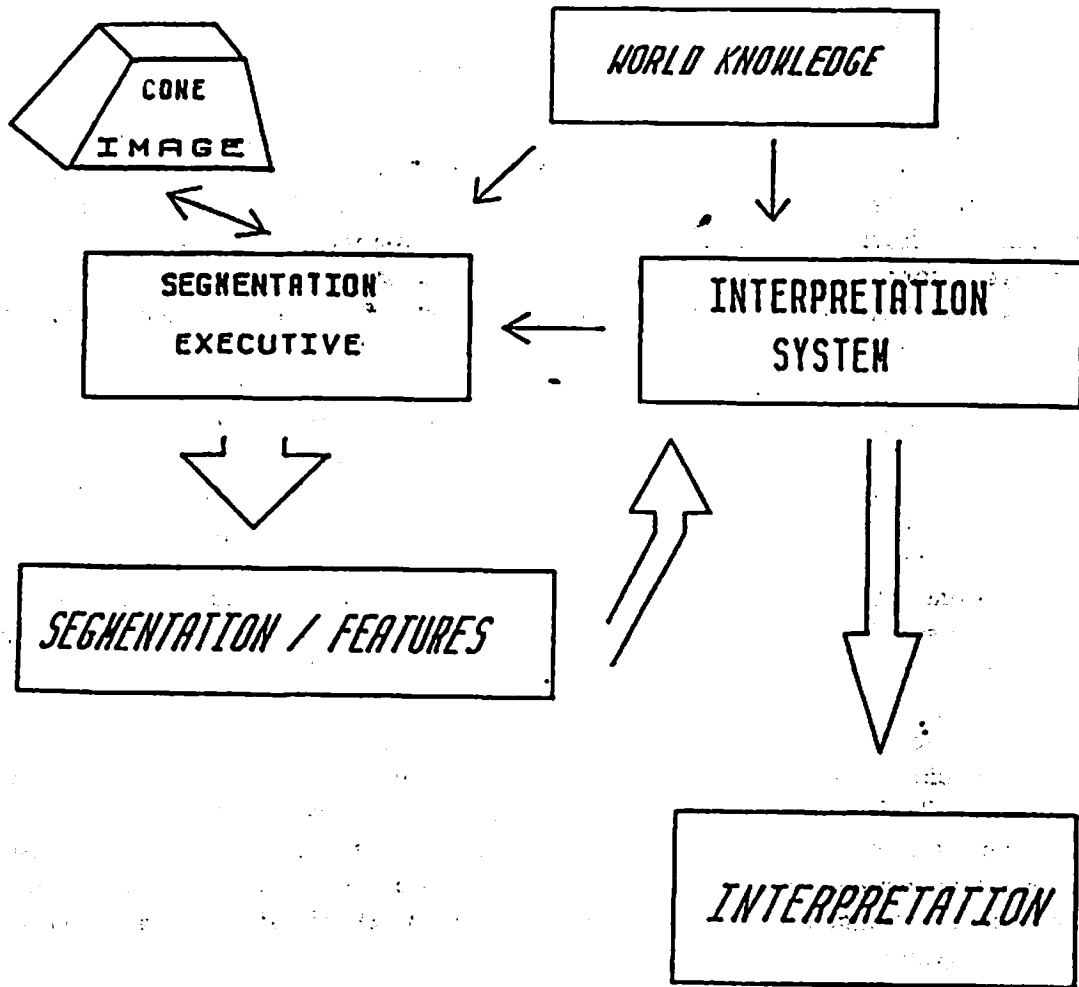 CONE
IMAGE
WORLD KNOWLEDGE
SEGMENTATION
EXECUTIVE
INTERPRETATION
SYSTEM
SEGMENTATION / FEATURES
INTERPRETATION